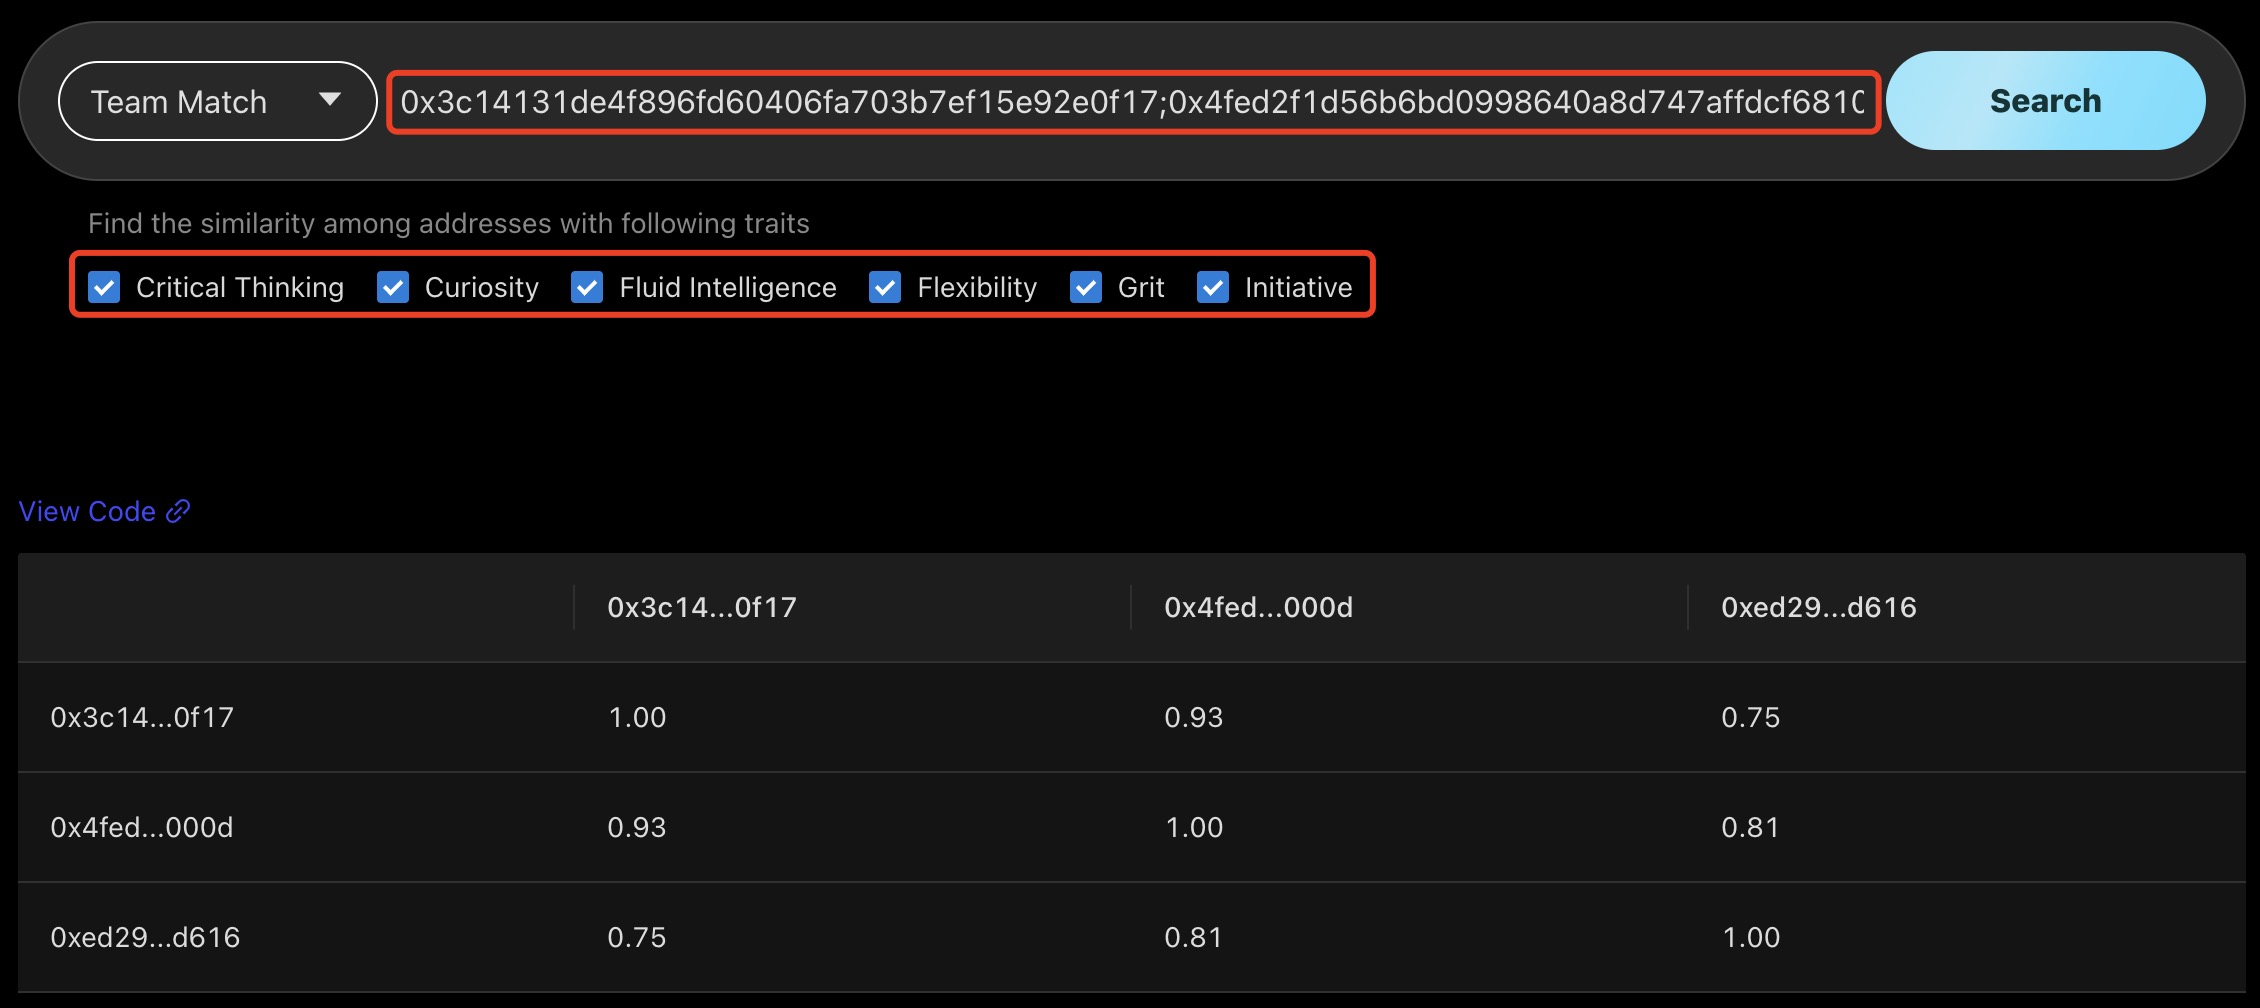 Team Match 0x3c14131de4f896fd60406fa703b7ef15e92e0f17;0x4fed2f1d56b6bd0998640a8d747affdcf6810 Search
Find the similarity among addresses with following traits
Critical Thinking Curiosity Fluid Intelligence Flexibility Grit Initiative
View Code
0x3c14...0f17 0x4fed...000d 0xed29...d616
0x3c14...0f17 1.00 0.93 0.75
0x4fed...000d 0.93 1.00 0.81
0xed29...d616 0.75 0.81 1.00